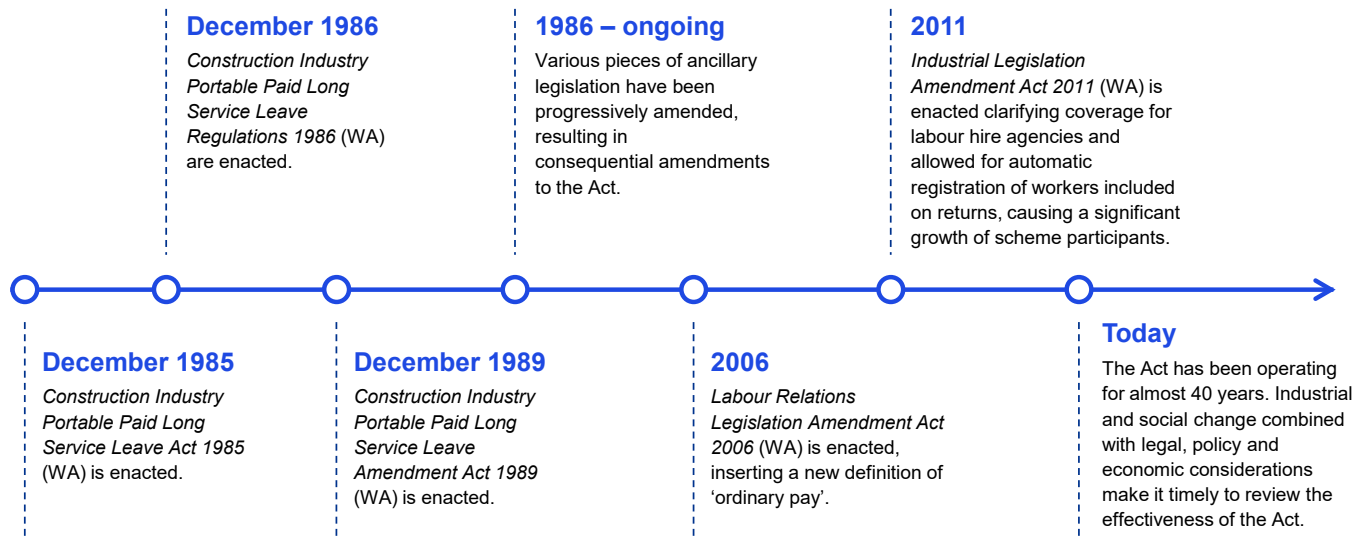 December 1986
Construction Industry
Portable Paid Long
Service Leave
Regulations 1986 (WA)
are enacted.
1986 – ongoing
Various pieces of ancillary
legislation have been
progressively amended,
resulting in
consequential amendments
to the Act.
2011
Industrial Legislation
Amendment Act 2011 (WA) is
enacted clarifying coverage for
labour hire agencies and
allowed for automatic
registration of workers included
on returns, causing a significant
growth of scheme participants.
December 1985
Construction Industry
Portable Paid Long
Service Leave Act 1985
(WA) is enacted.
December 1989
Construction Industry
Portable Paid Long
Service Leave
Amendment Act 1989
(WA) is enacted.
2006
Labour Relations
Legislation Amendment Act
2006 (WA) is enacted,
inserting a new definition of
‘ordinary pay’.
Today
The Act has been operating
for almost 40 years. Industrial
and social change combined
with legal, policy and
economic considerations
make it timely to review the
effectiveness of the Act.